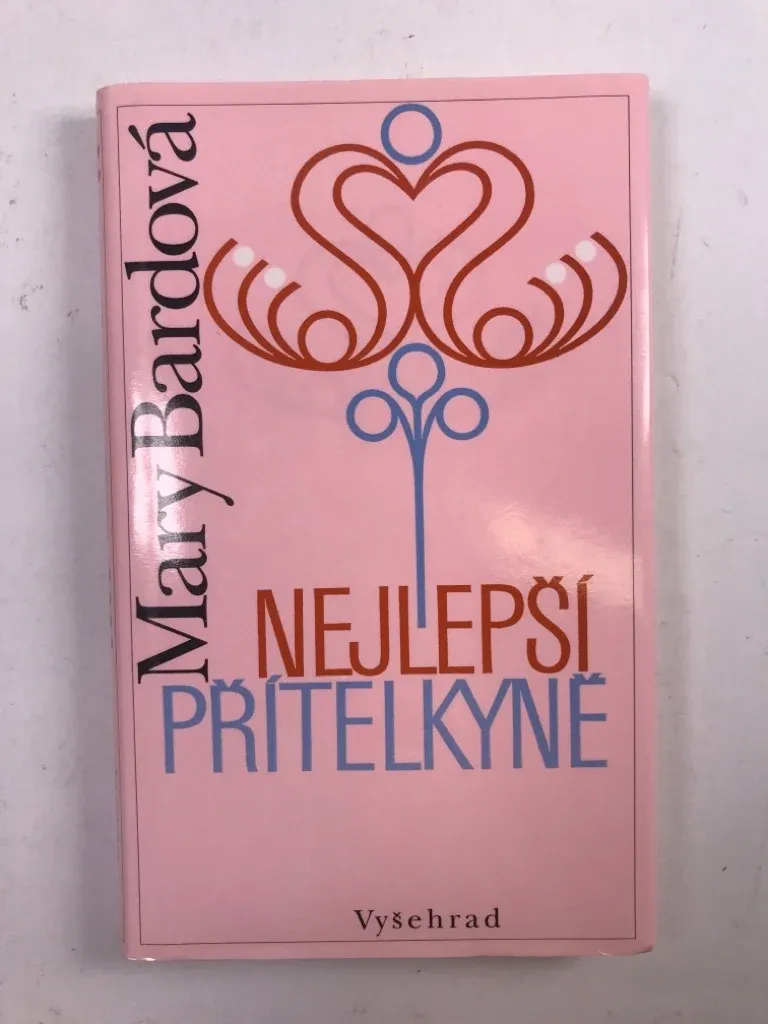 Mary Bardová
NEJLEPŠÍ
PŘÍTELKYNĚ
Vyšehrad